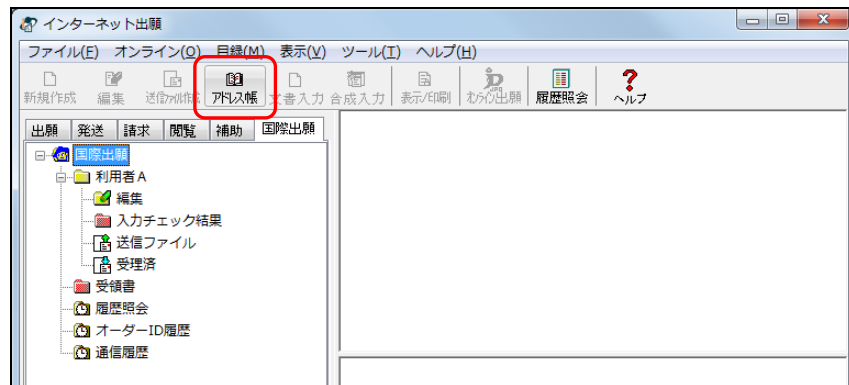 インターネット出願
ファイル(F) オンライン(O) 目録(M) 表示(V) ツール(T) ヘルプ(H)
新規作成 編集 送信ﾌｧｲﾙ作成 ｱﾄﾞﾚｽ帳 文書入力 合成入力 表示/印刷 ｵﾝﾗｲﾝ出願 履歴照会 ヘルプ
出願 発送 請求 閲覧 補助 国際出願
国際出願
利用者A
編集
入力チェック結果
送信ファイル
受理済
受領書
履歴照会
オーダーID履歴
通信履歴